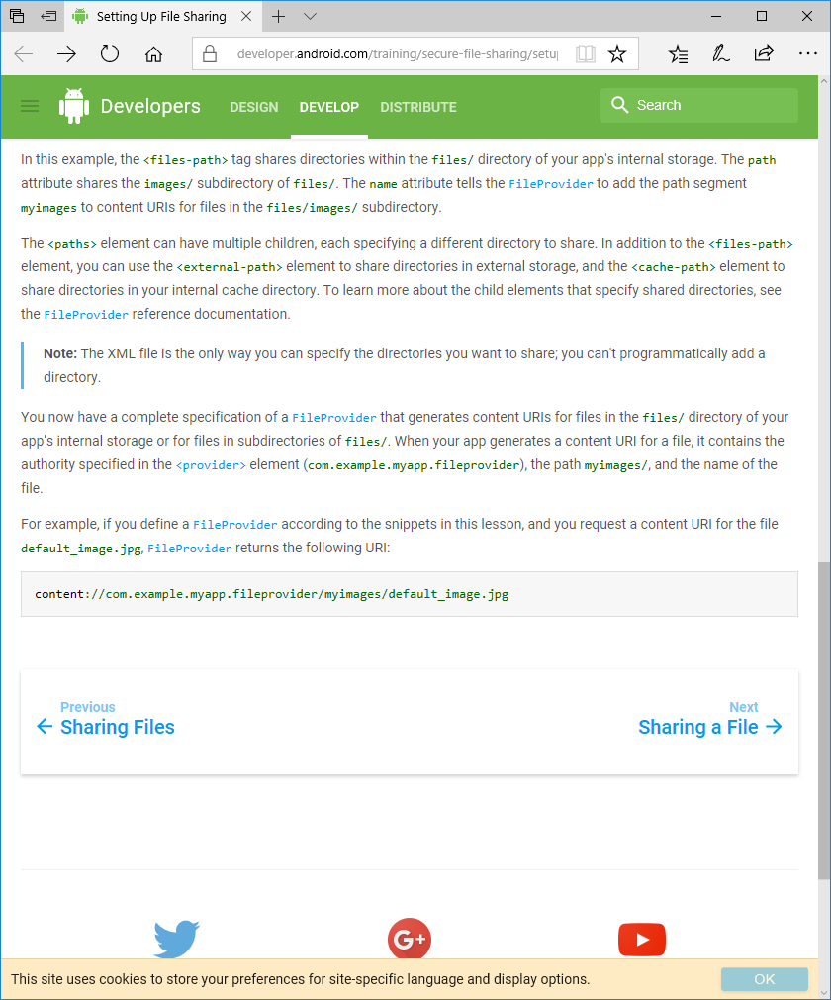 Setting Up File Sharing
developer.android.com/training/secure-file-sharing/setup
Developers DESIGN DEVELOP DISTRIBUTE Search
In this example, the <files-path> tag shares directories within the files/ directory of your app's internal storage. The path
attribute shares the images/ subdirectory of files/. The name attribute tells the FileProvider to add the path segment
myimages to content URIs for files in the files/images/ subdirectory.
The <paths> element can have multiple children, each specifying a different directory to share. In addition to the <files-path>
element, you can use the <external-path> element to share directories in external storage, and the <cache-path> element to
share directories in your internal cache directory. To learn more about the child elements that specify shared directories, see
the FileProvider reference documentation.
Note: The XML file is the only way you can specify the directories you want to share; you can't programmatically add a
directory.
You now have a complete specification of a FileProvider that generates content URIs for files in the files/ directory of your
app's internal storage or for files in subdirectories of files/. When your app generates a content URI for a file, it contains the
authority specified in the <provider> element (com.example.myapp.fileprovider), the path myimages/, and the name of the
file.
For example, if you define a FileProvider according to the snippets in this lesson, and you request a content URI for the file
default_image.jpg, FileProvider returns the following URI:
content://com.example.myapp.fileprovider/myimages/default_image.jpg
Previous
Sharing Files
Next
Sharing a File
G+
This site uses cookies to store your preferences for site-specific language and display options. OK